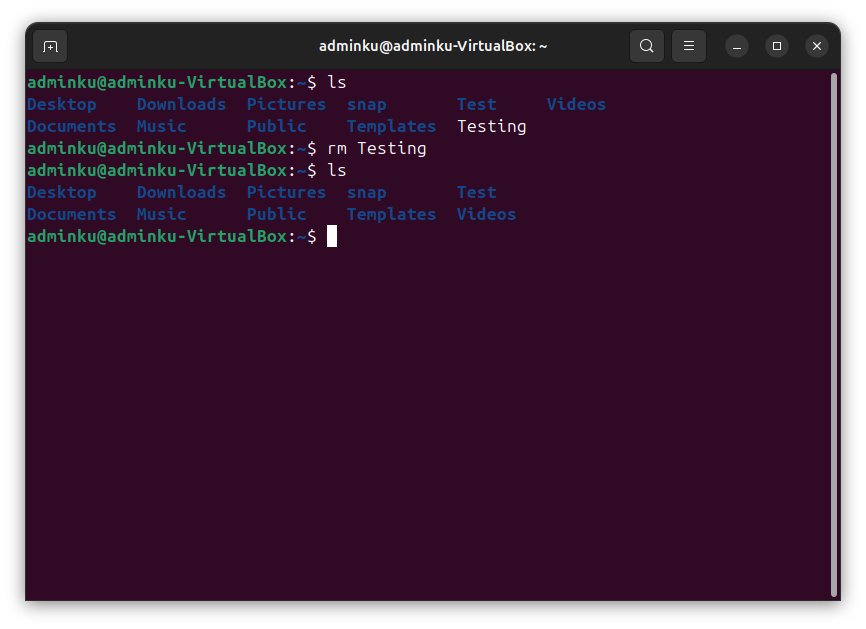 adminku@adminku-VirtualBox: ~
adminku@adminku-VirtualBox:~$ ls
Desktop    Downloads  Pictures  snap       Test     Videos
Documents  Music      Public    Templates  Testing
adminku@adminku-VirtualBox:~$ rm Testing
adminku@adminku-VirtualBox:~$ ls
Desktop    Downloads  Pictures  snap       Test
Documents  Music      Public    Templates  Videos
adminku@adminku-VirtualBox:~$